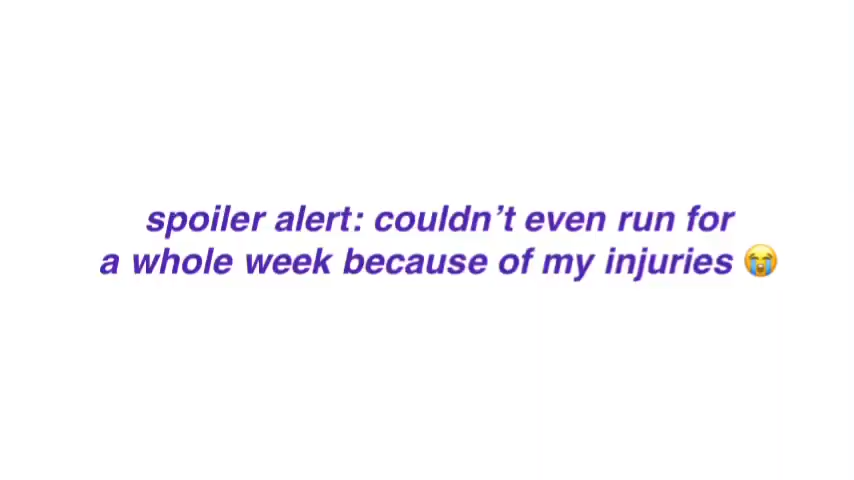 spoiler alert: couldn’t even run for
a whole week because of my injuries 😭